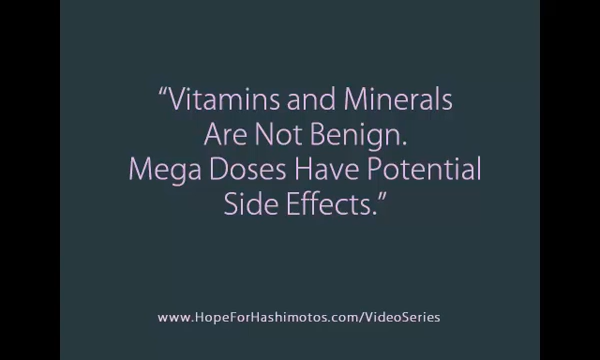 “Vitamins and Minerals
Are Not Benign.
Mega Doses Have Potential
Side Effects.”
www.HopeForHashimotos.com/VideoSeries